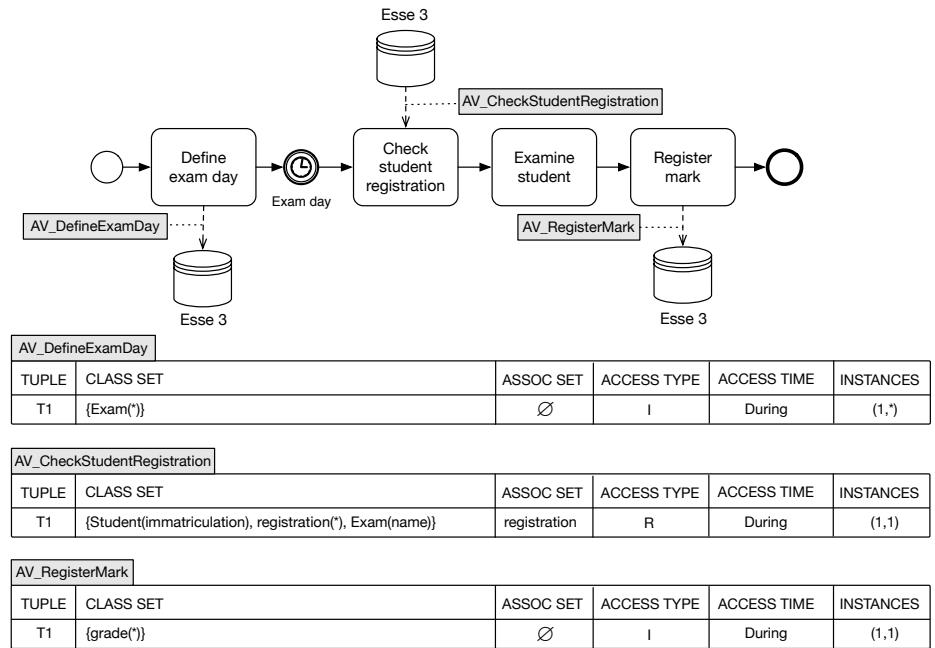 Esse 3
AV_CheckStudentRegistration
Define
exam day
Exam day
Check
student
registration
Examine
student
Register
mark
AV_DefineExamDay
AV_RegisterMark
Esse 3
Esse 3
AV_DefineExamDay
TUPLE CLASS SET ASSOC SET ACCESS TYPE ACCESS TIME INSTANCES
T1 {Exam(*)} ∅ I During (1,*)
AV_CheckStudentRegistration
TUPLE CLASS SET ASSOC SET ACCESS TYPE ACCESS TIME INSTANCES
T1 {Student(immatriculation), registration(*), Exam(name)} registration R During (1,1)
AV_RegisterMark
TUPLE CLASS SET ASSOC SET ACCESS TYPE ACCESS TIME INSTANCES
T1 {grade(*)} ∅ I During (1,1)